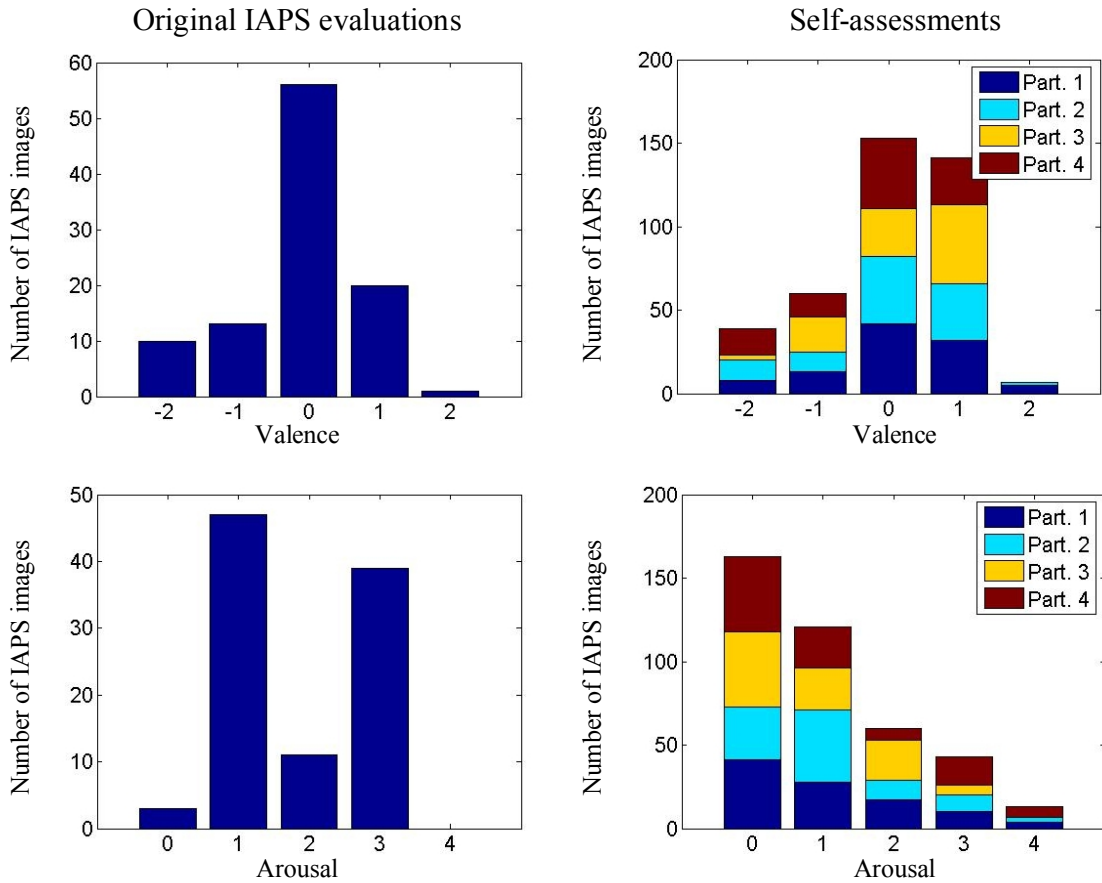 Original IAPS evaluations
Self-assessments
Number of IAPS images
60
50
40
30
20
10
0
-2 -1 0 1 2
Valence
Number of IAPS images
200
150
100
50
0
-2 -1 0 1 2
Valence
Part. 1
Part. 2
Part. 3
Part. 4
Number of IAPS images
50
40
30
20
10
0
0 1 2 3 4
Arousal
Number of IAPS images
200
150
100
50
0
0 1 2 3 4
Arousal
Part. 1
Part. 2
Part. 3
Part. 4